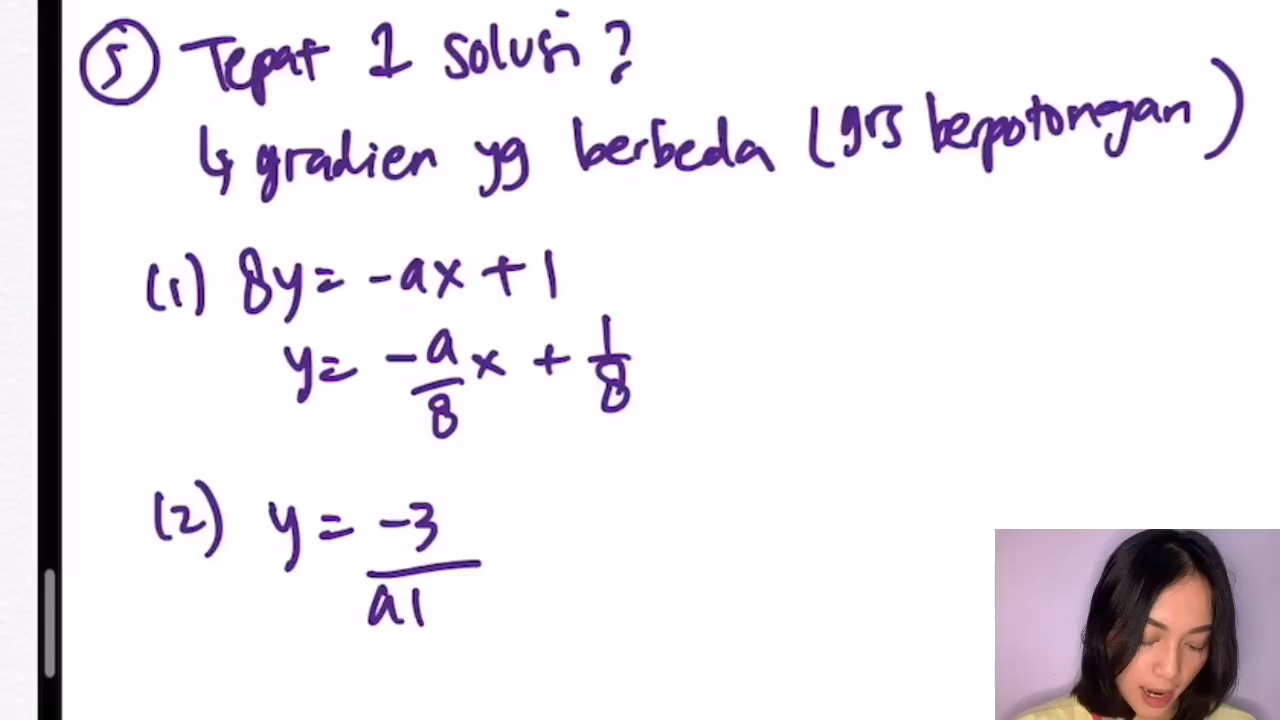 (5) Tepat 1 solusi ?
↳ gradien yg berbeda (grs berpotongan)
(1) 8y = -ax + 1
y = -a/8 x + 1/8
(2) y = -3/a1